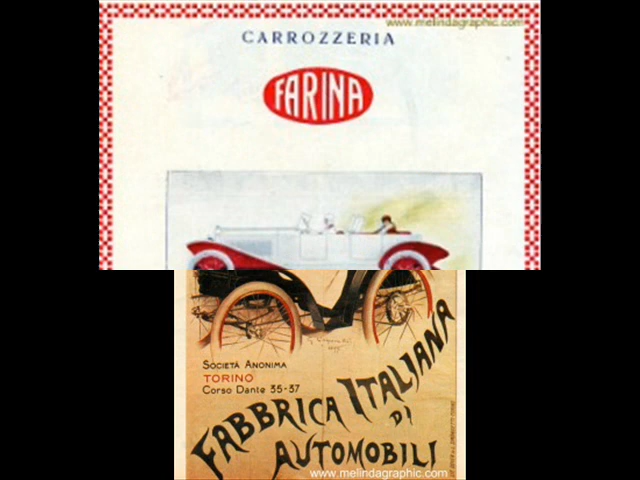 www.melindagraphic.com
CARROZZERIA
FARINA
SOCIETÀ ANONIMA
TORINO
Corso Dante 35-37
FABBRICA ITALIANA
DI
AUTOMOBILI
www.melindagraphic.com